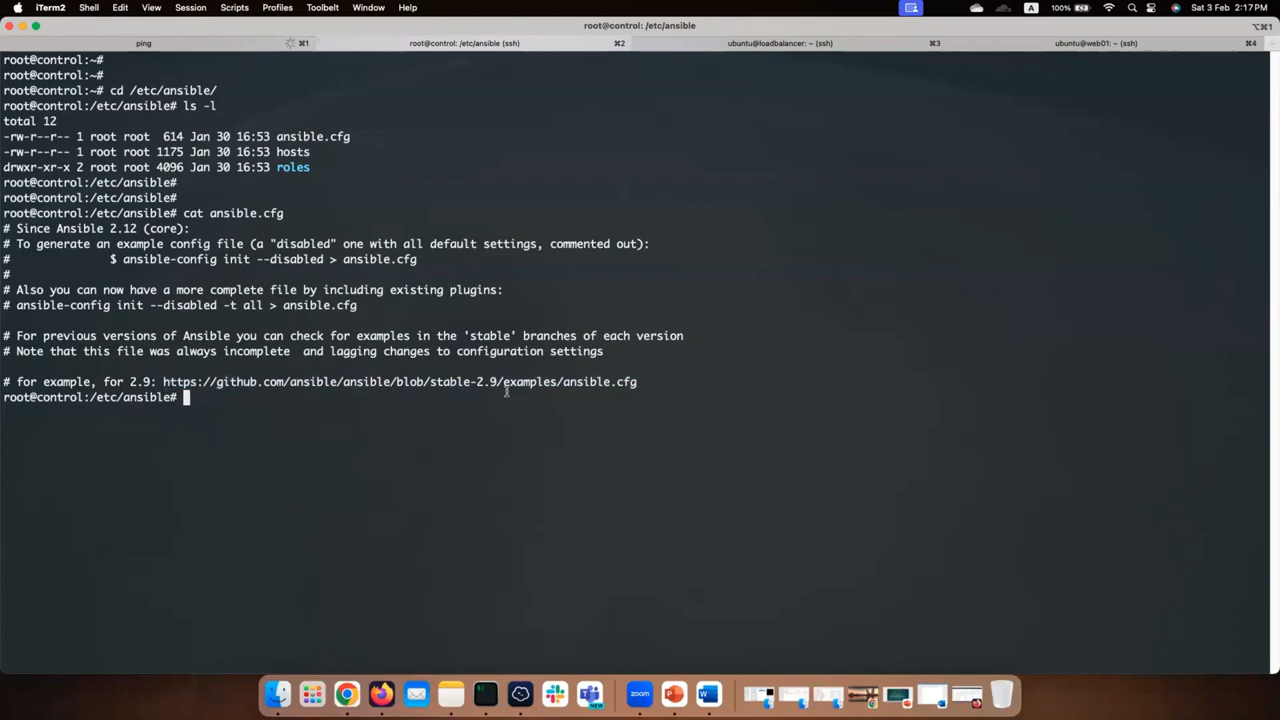 iTerm2 Shell Edit View Session Scripts Profiles Toolbelt Window Help A 100% Sat 3 Feb 2:17 PM
root@control: /etc/ansible ⌥⌘1
ping ⌘1 root@control: /etc/ansible (ssh) ⌘2 ubuntu@loadbalancer: ~ (ssh) ⌘3 ubuntu@web01: ~ (ssh) ⌘4
root@control:~#
root@control:~#
root@control:~# cd /etc/ansible/
root@control:/etc/ansible# ls -l
total 12
-rw-r--r-- 1 root root  614 Jan 30 16:53 ansible.cfg
-rw-r--r-- 1 root root 1175 Jan 30 16:53 hosts
drwxr-xr-x 2 root root 4096 Jan 30 16:53 roles
root@control:/etc/ansible#
root@control:/etc/ansible#
root@control:/etc/ansible# cat ansible.cfg
# Since Ansible 2.12 (core):
# To generate an example config file (a "disabled" one with all default settings, commented out):
#               $ ansible-config init --disabled > ansible.cfg
#
# Also you can now have a more complete file by including existing plugins:
# ansible-config init --disabled -t all > ansible.cfg
# For previous versions of Ansible you can check for examples in the 'stable' branches of each version
# Note that this file was always incomplete  and lagging changes to configuration settings
# for example, for 2.9: https://github.com/ansible/ansible/blob/stable-2.9/examples/ansible.cfg
root@control:/etc/ansible#
zoom
NEW